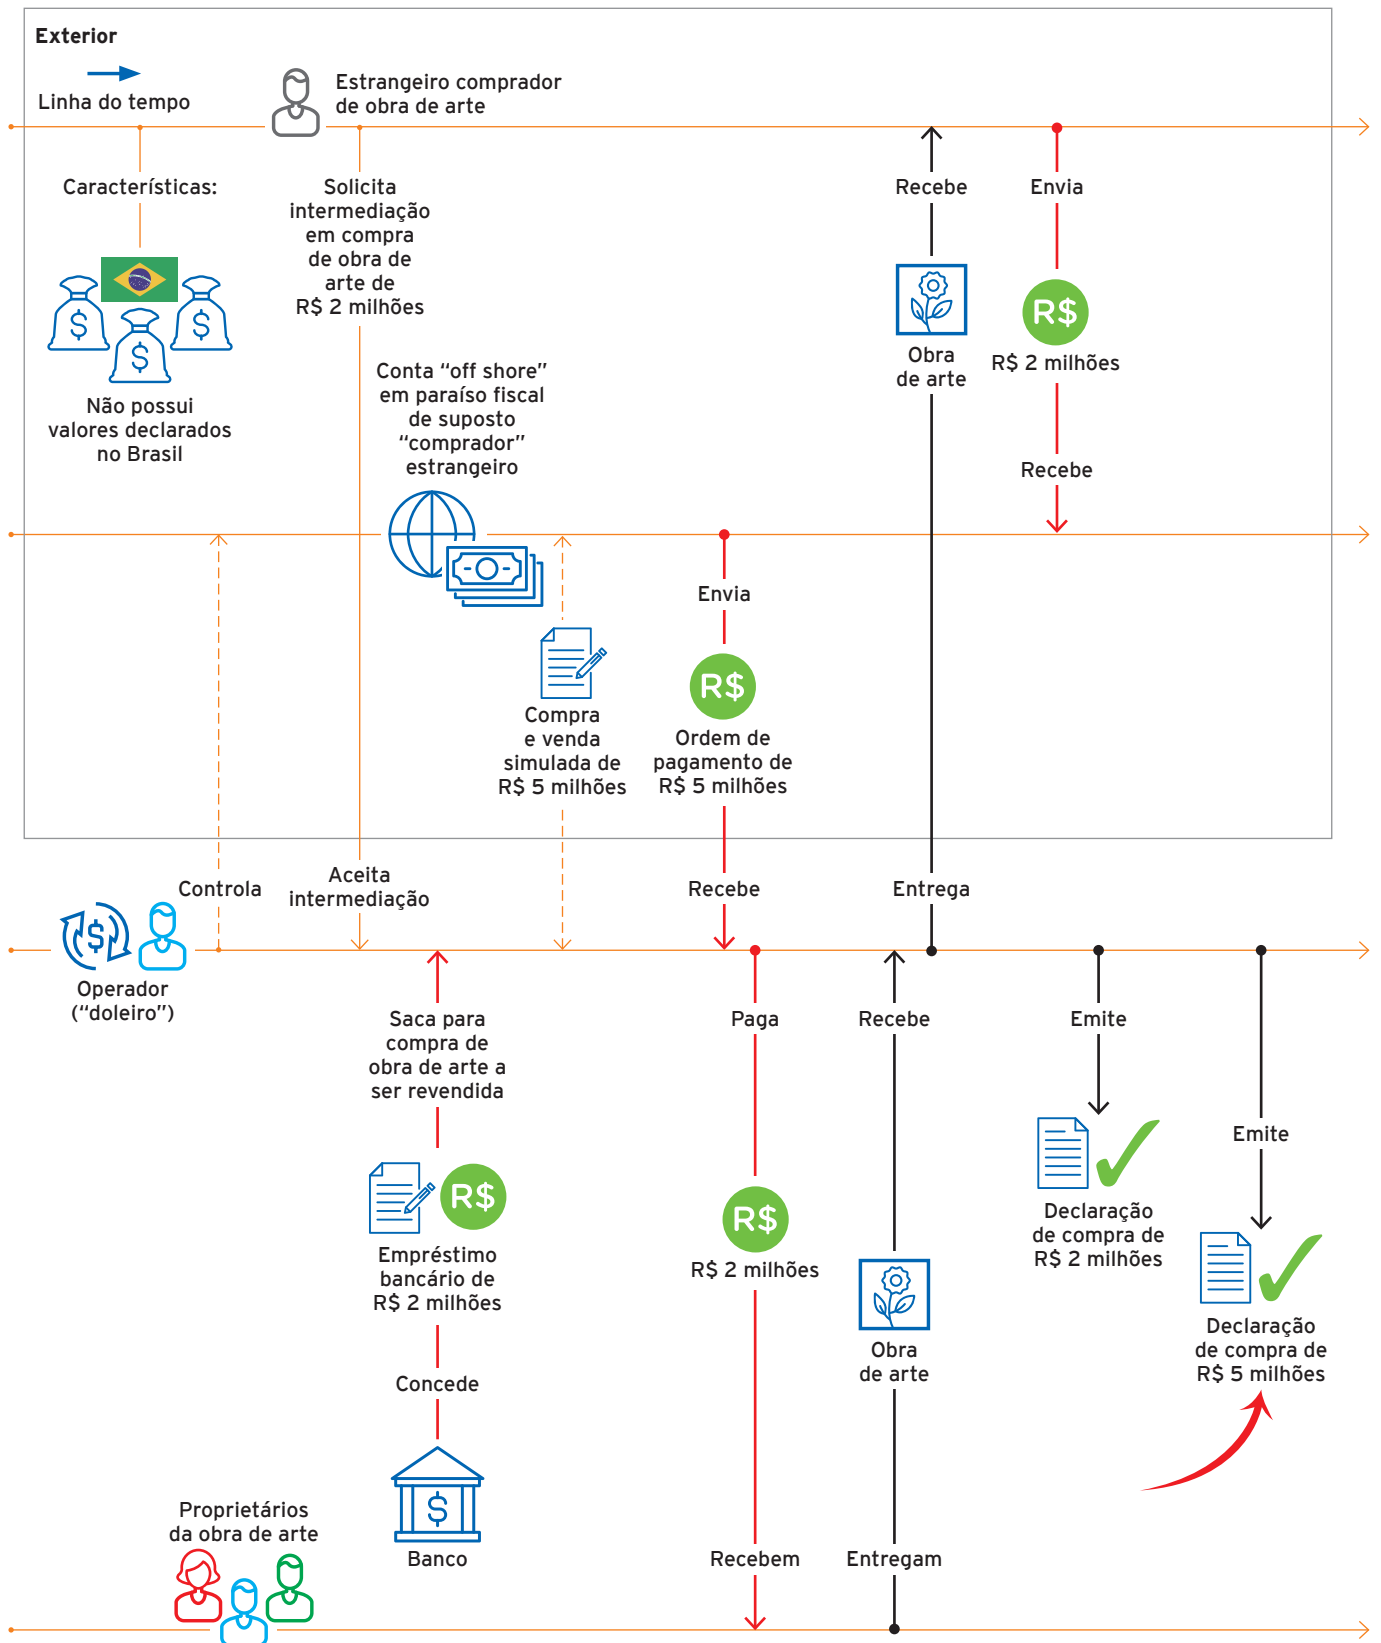 Exterior
Linha do tempo
Estrangeiro comprador
de obra de arte
Características:
Não possui
valores declarados
no Brasil
Solicita
intermediação
em compra
de obra de
arte de
R$ 2 milhões
Recebe
Envia
R$
Obra
de arte
R$ 2 milhões
Recebe
Conta “off shore”
em paraíso fiscal
de suposto
“comprador”
estrangeiro
Envia
R$
Compra
e venda
simulada de
R$ 5 milhões
Ordem de
pagamento de
R$ 5 milhões
Controla
Aceita
intermediação
Recebe
Entrega
Operador
(“doleiro”)
Saca para
compra de
obra de arte a
ser revendida
Paga
Recebe
Emite
Emite
R$
Empréstimo
bancário de
R$ 2 milhões
R$
R$ 2 milhões
Declaração
de compra de
R$ 2 milhões
Obra
de arte
Declaração
de compra de
R$ 5 milhões
Concede
Banco
Proprietários
da obra de arte
Recebem
Entregam